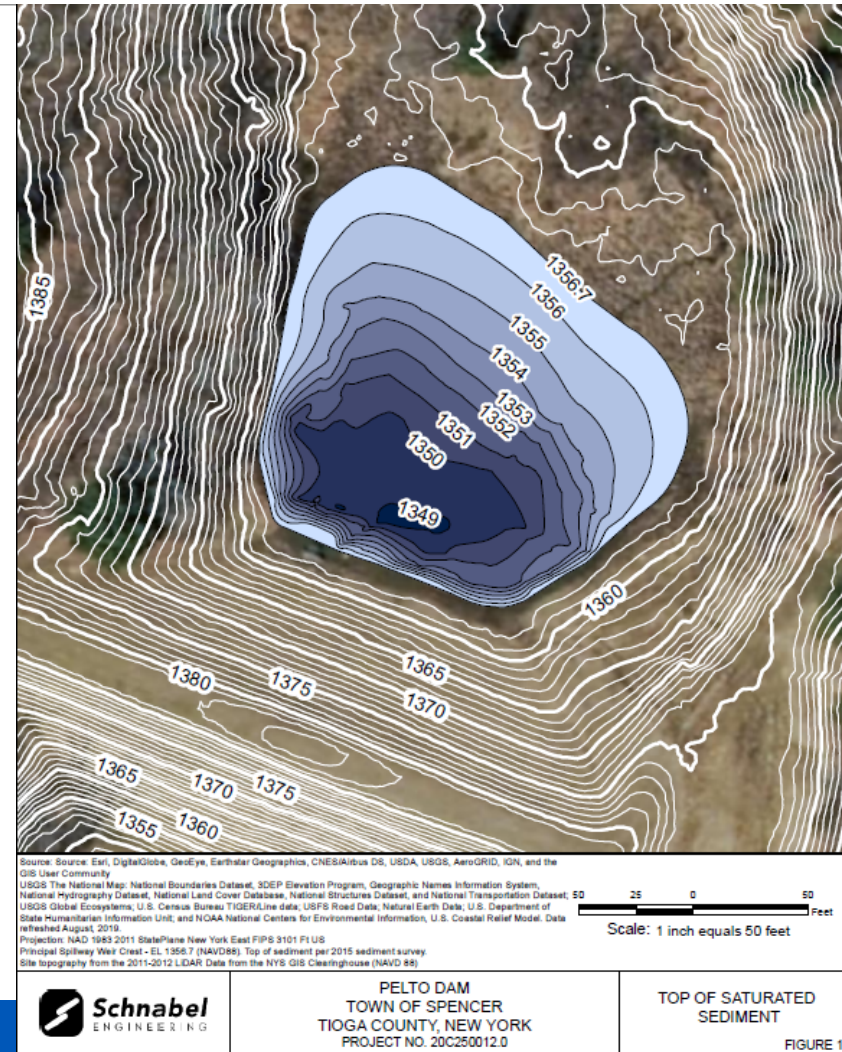 1385
1356.7
1356
1355
1354
1353
1352
1351
1350
1349
1360
1365
1380
1375
1370
1365
1370
1375
1355
1360
Source: Source: Esri, DigitalGlobe, GeoEye, Earthstar Geographics, CNES/Airbus DS, USDA, USGS, AeroGRID, IGN, and the
GIS User Community
USGS The National Map: National Boundaries Dataset, 3DEP Elevation Program, Geographic Names Information System,
National Hydrography Dataset, National Land Cover Database, National Structures Dataset, and National Transportation Dataset;
USGS Global Ecosystems; U.S. Census Bureau TIGER/Line data; USFS Road Data; Natural Earth Data; U.S. Department of
State Humanitarian Information Unit; and NOAA National Centers for Environmental Information, U.S. Coastal Relief Model. Data
refreshed August, 2019.
Projection: NAD 1983 2011 StatePlane New York East FIPS 3101 Ft US
Principal Spillway Weir Crest - EL 1356.7 (NAVD88). Top of sediment per 2015 sediment survey.
Site topography from the 2011-2012 LiDAR Data from the NYS GIS Clearinghouse (NAVD 88)
50 25 0 50
Feet
Scale: 1 inch equals 50 feet
Schnabel
ENGINEERING
PELTO DAM
TOWN OF SPENCER
TIOGA COUNTY, NEW YORK
PROJECT NO. 20C250012.0
TOP OF SATURATED
SEDIMENT
FIGURE 1